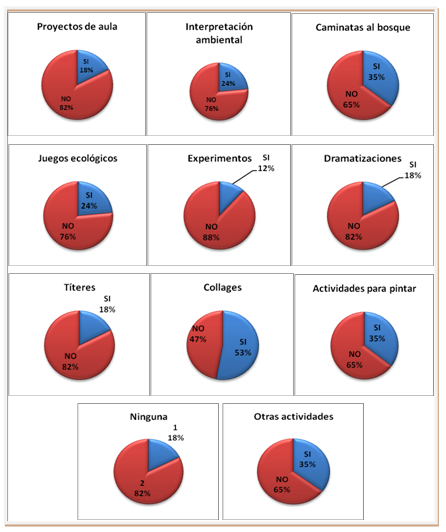 Proyectos de aula
SI
18%
NO
82%
Interpretación
ambiental
SI
24%
NO
76%
Caminatas al bosque
SI
35%
NO
65%
Juegos ecológicos
SI
24%
NO
76%
Experimentos
SI
12%
NO
88%
Dramatizaciones
SI
18%
NO
82%
Títeres
SI
18%
NO
82%
Collages
NO
47%
SI
53%
Actividades para pintar
SI
35%
NO
65%
Ninguna
1
18%
2
82%
Otras actividades
SI
35%
NO
65%